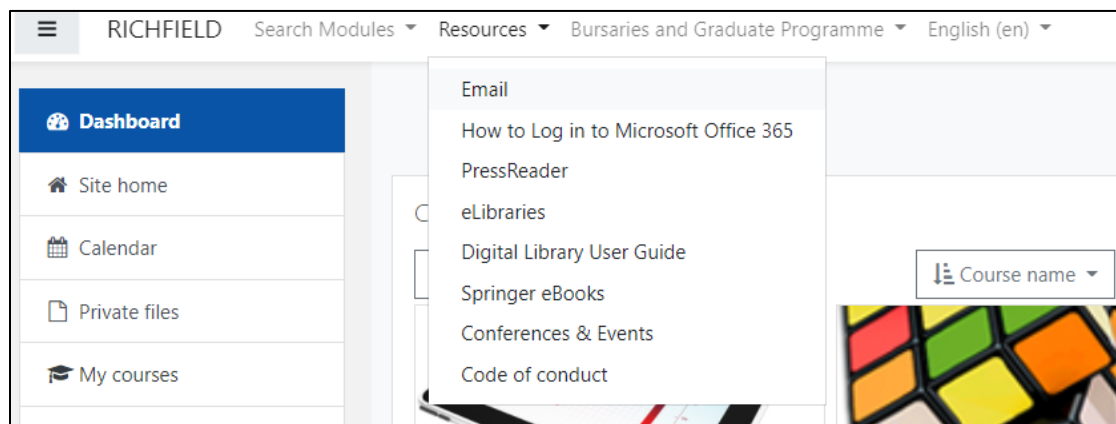 RICHFIELD Search Modules Resources Bursaries and Graduate Programme English (en)
Email
Dashboard
How to Log in to Microsoft Office 365
PressReader
Site home
eLibraries
Calendar
Digital Library User Guide
Course name
Springer eBooks
Private files
Conferences & Events
My courses
Code of conduct